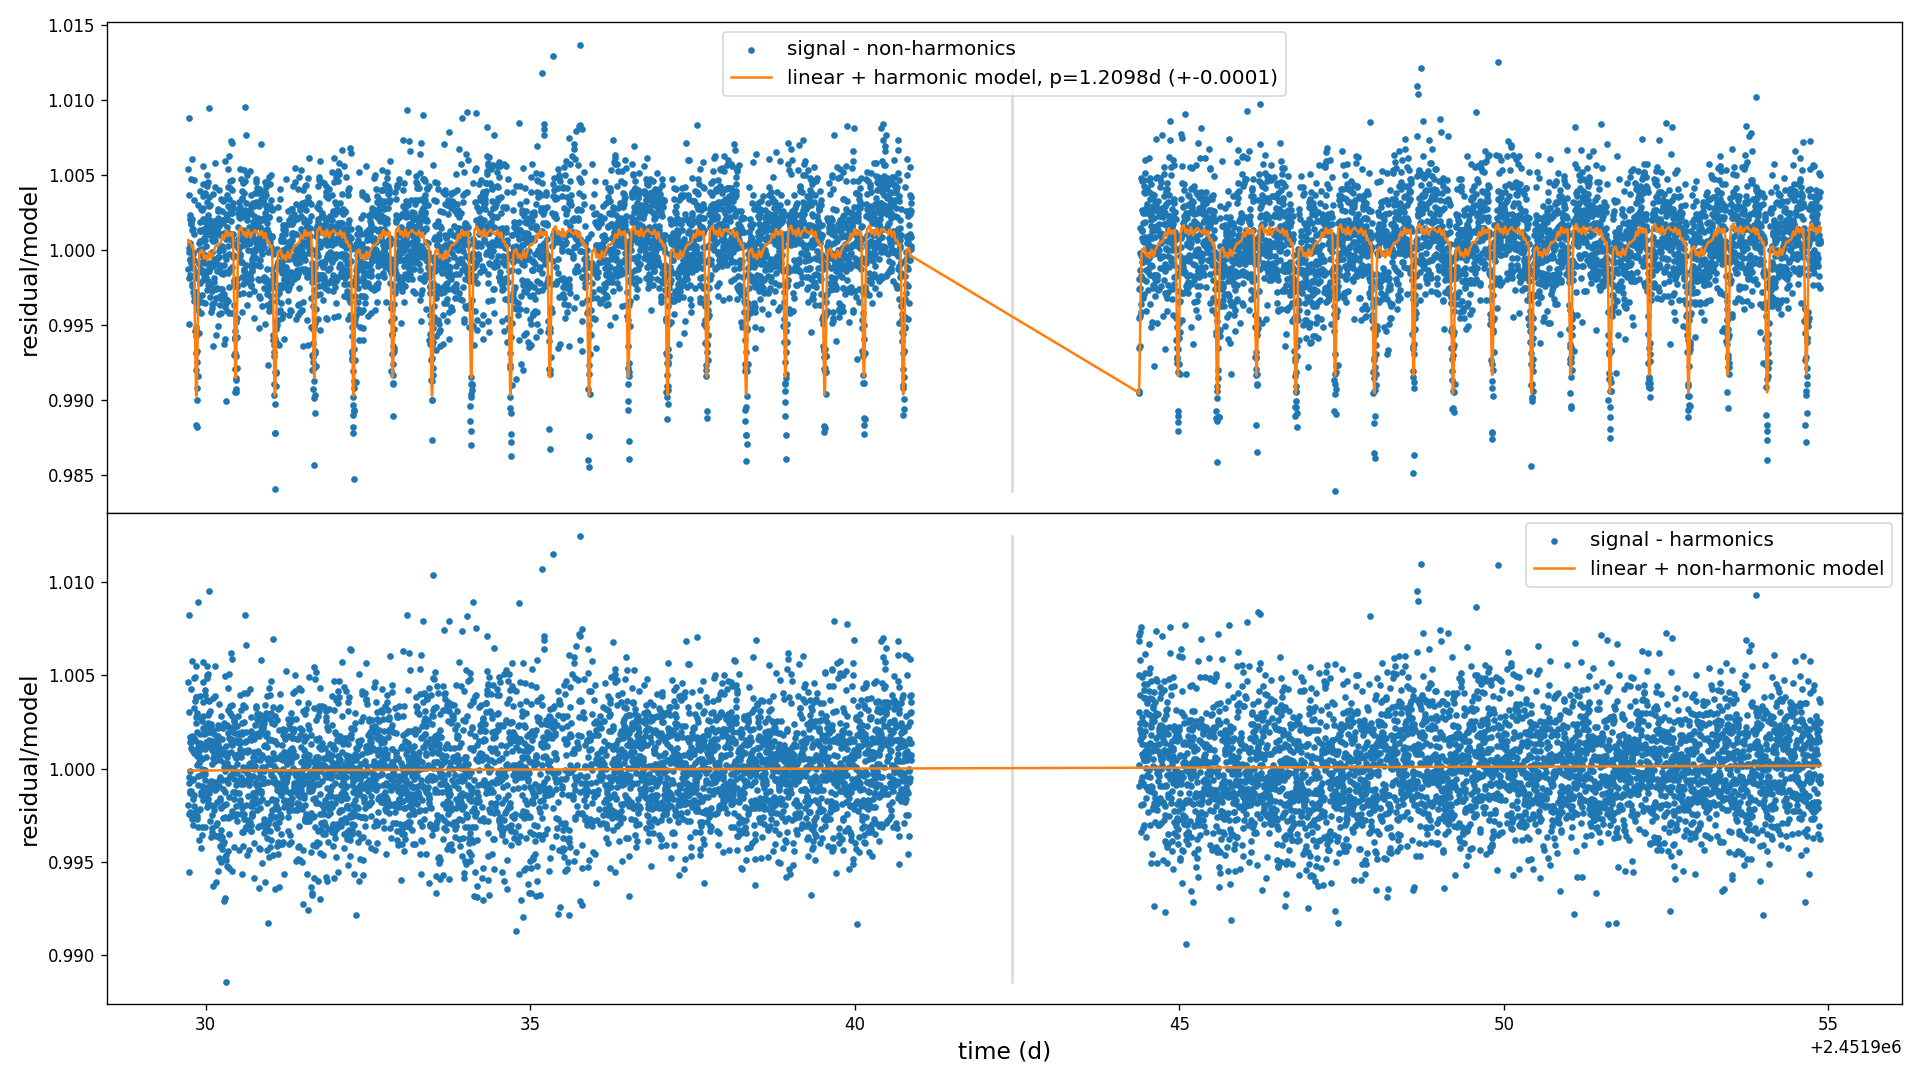 1.015
1.010
1.005
1.000
0.995
0.990
0.985
residual/model
signal - non-harmonics
linear + harmonic model, p=1.2098d (+-0.0001)
1.010
1.005
1.000
0.995
0.990
residual/model
signal - harmonics
linear + non-harmonic model
30 35 40 45 50 55
time (d)
+2.4519e6